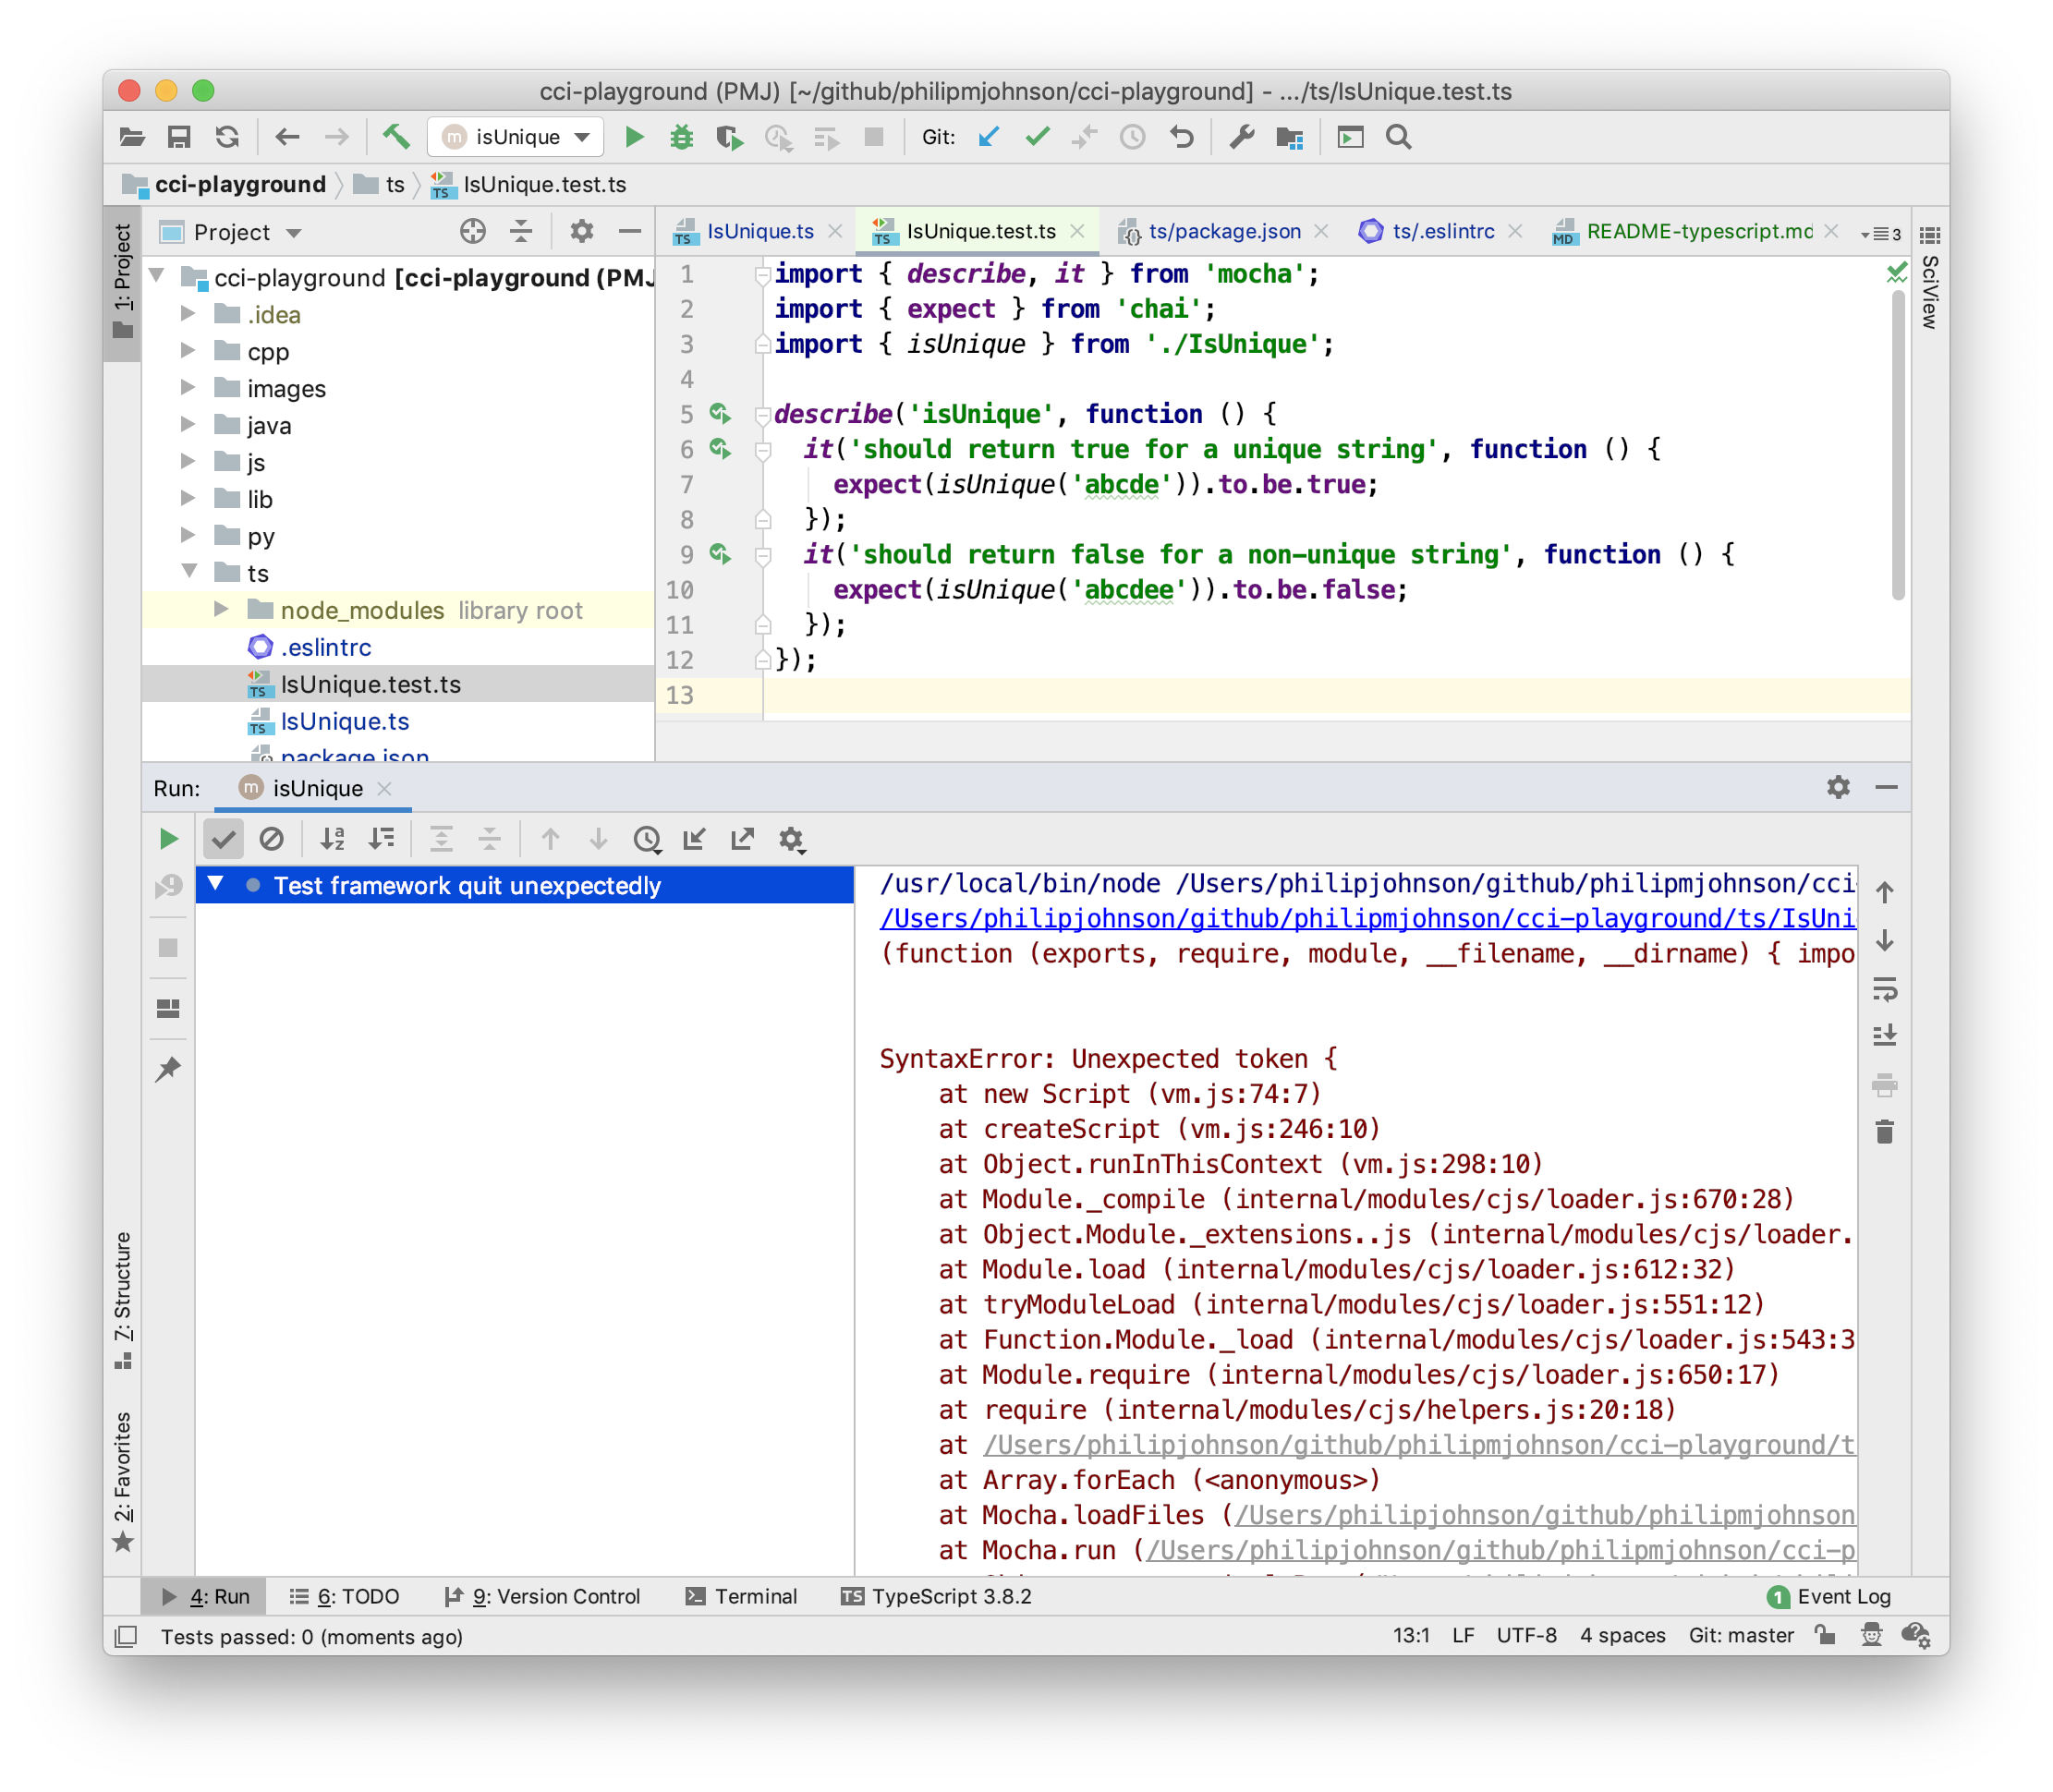 cci-playground (PMJ) [~/github/philipmjohnson/cci-playground] - .../ts/IsUnique.test.ts
isUnique
Git:
cci-playground
ts
IsUnique.test.ts
1: Project
Project
IsUnique.ts
IsUnique.test.ts
ts/package.json
ts/.eslintrc
README-typescript.md
3
SciView
cci-playground [cci-playground (PMJ
.idea
cpp
images
java
js
lib
py
ts
node_modules library root
.eslintrc
IsUnique.test.ts
IsUnique.ts
package.json
1 import { describe, it } from 'mocha';
2 import { expect } from 'chai';
3 import { isUnique } from './IsUnique';
4
5 describe('isUnique', function () {
6 it('should return true for a unique string', function () {
7 expect(isUnique('abcde')).to.be.true;
8 });
9 it('should return false for a non-unique string', function () {
10 expect(isUnique('abcdee')).to.be.false;
11 });
12 });
13
Run:
isUnique
Test framework quit unexpectedly
/usr/local/bin/node /Users/philipjohnson/github/philipmjohnson/cci-
/Users/philipjohnson/github/philipmjohnson/cci-playground/ts/IsUni
(function (exports, require, module, __filename, __dirname) { impo
SyntaxError: Unexpected token {
at new Script (vm.js:74:7)
at createScript (vm.js:246:10)
at Object.runInThisContext (vm.js:298:10)
at Module._compile (internal/modules/cjs/loader.js:670:28)
at Object.Module._extensions..js (internal/modules/cjs/loader.
at Module.load (internal/modules/cjs/loader.js:612:32)
at tryModuleLoad (internal/modules/cjs/loader.js:551:12)
at Function.Module._load (internal/modules/cjs/loader.js:543:3
at Module.require (internal/modules/cjs/loader.js:650:17)
at require (internal/modules/cjs/helpers.js:20:18)
at /Users/philipjohnson/github/philipmjohnson/cci-playground/t
at Array.forEach (<anonymous>)
at Mocha.loadFiles (/Users/philipjohnson/github/philipmjohnson
at Mocha.run (/Users/philipjohnson/github/philipmjohnson/cci-p
7: Structure
2: Favorites
4: Run
6: TODO
9: Version Control
Terminal
TypeScript 3.8.2
1 Event Log
Tests passed: 0 (moments ago)
13:1 LF UTF-8 4 spaces Git: master